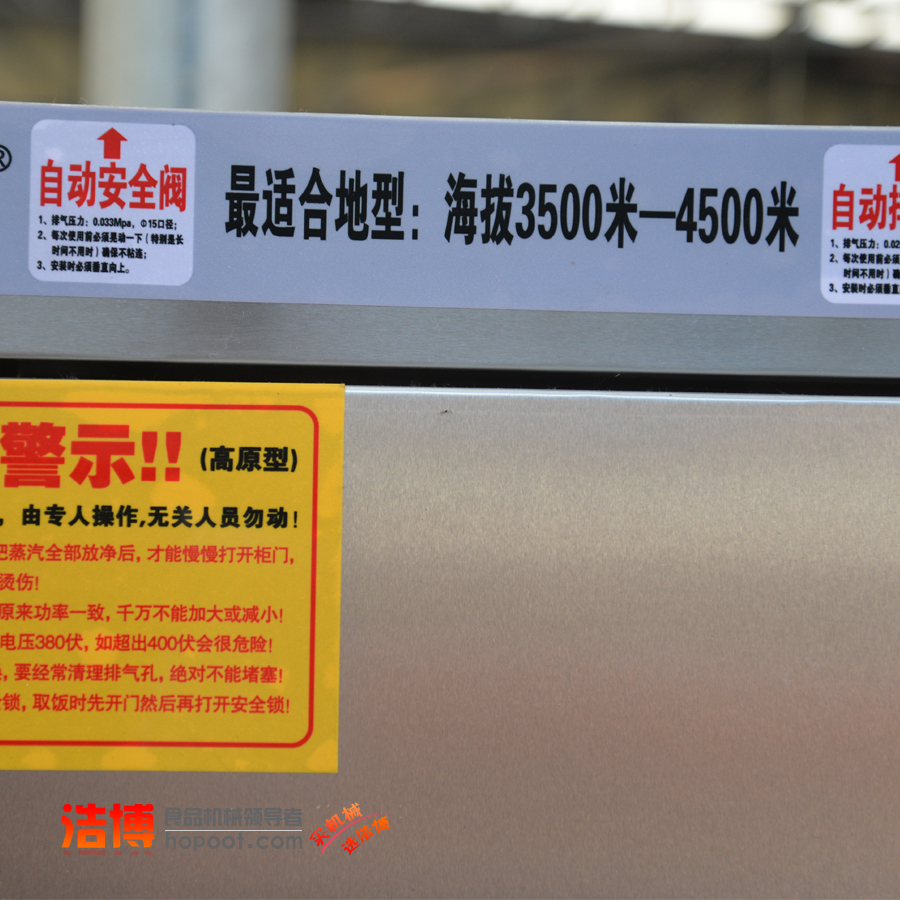 ®
自动安全阀
1、排气压力：0.033Mpa，Φ15口径；
2、每次使用前必须晃动一下（特别是长
时间不用时）确保不粘连；
3、安装时必须垂直向上。
最适合地型：海拔3500米—4500米
自动排
1、排气压力：0.02
2、每次使用前必须
时间不用时）确
3、安装时必须垂直
警示!!（高原型）
，由专人操作,无关人员勿动!
把蒸汽全部放净后，才能慢慢打开柜门，
烫伤!
原来功率一致，千万不能加大或减小!
电压380伏，如超出400伏会很危险!
，要经常清理排气孔，绝对不能堵塞!
全锁，取饭时先开门然后再打开安全锁!
浩博 食品机械领导者
hopoot.com
买机械
选浩博